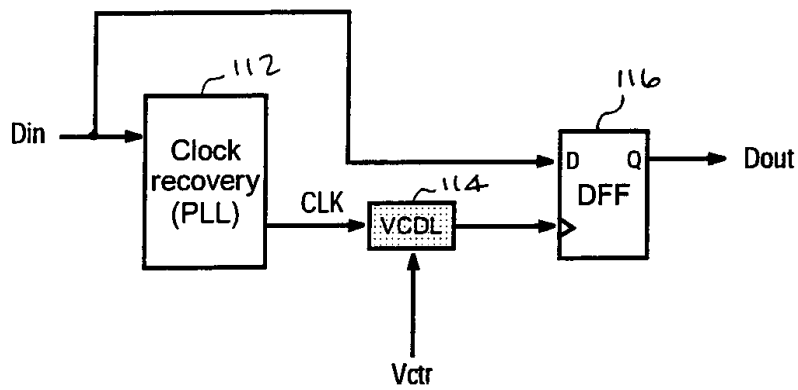 112
116
Din
Clock
recovery
(PLL)
D Q
DFF
Dout
CLK
114
VCDL
Vctr